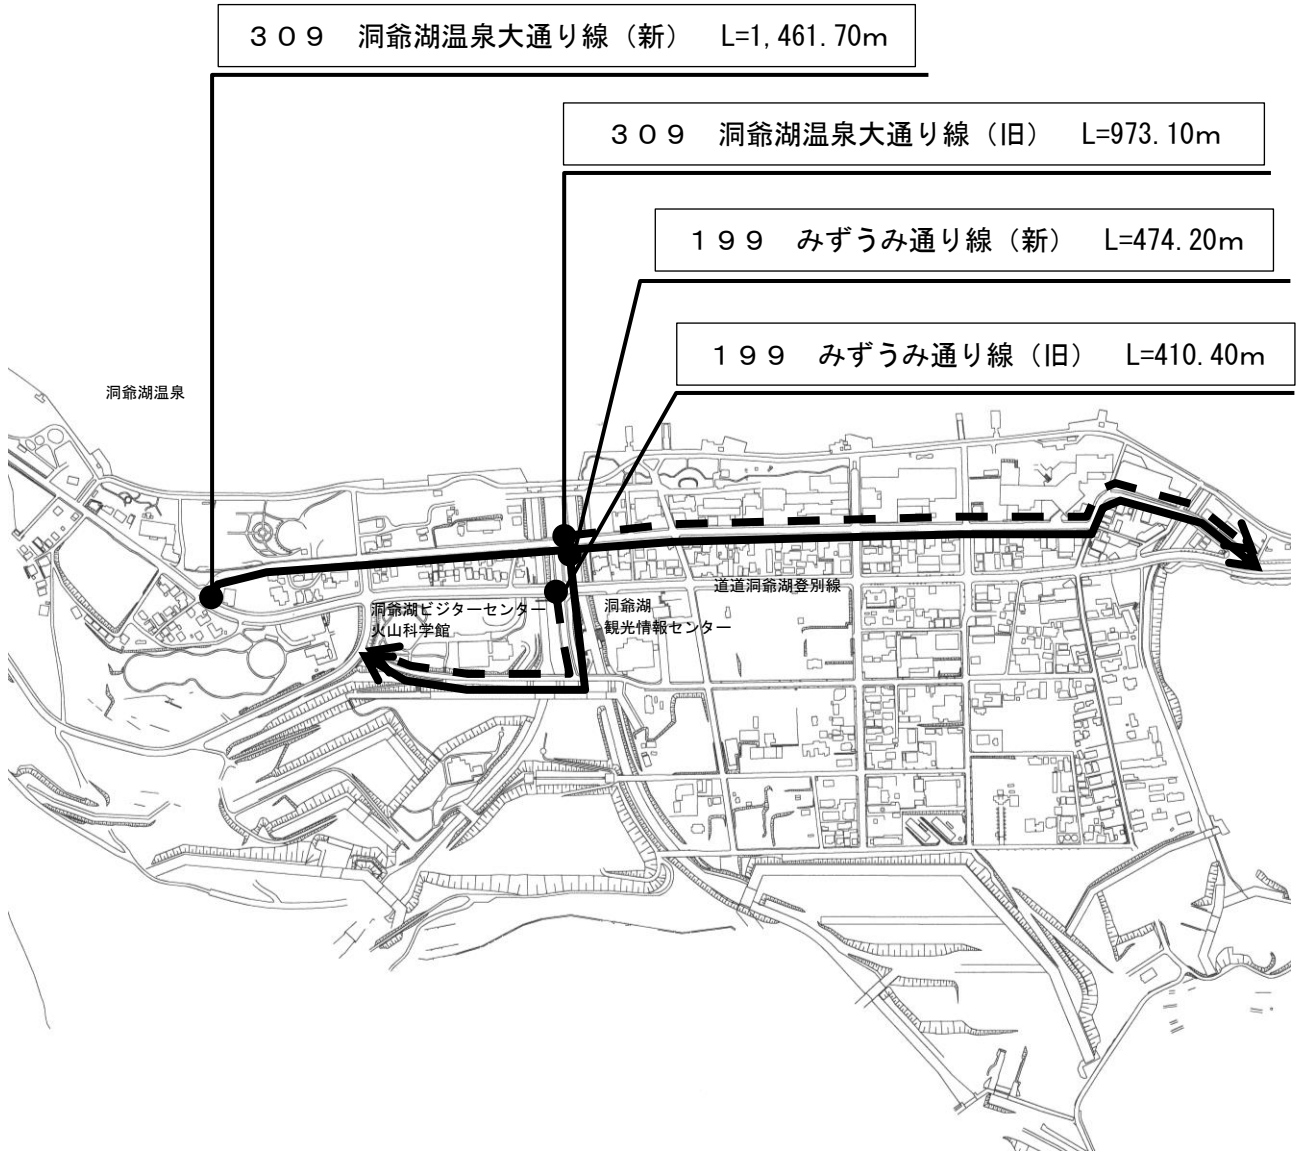 ３０９　洞爺湖温泉大通り線（新）　L=1,461.70ｍ
３０９　洞爺湖温泉大通り線（旧）　L=973.10ｍ
１９９　みずうみ通り線（新）　L=474.20ｍ
１９９　みずうみ通り線（旧）　L=410.40ｍ
洞爺湖温泉
道道洞爺湖登別線
洞爺湖ビジターセンター
火山科学館
洞爺湖
観光情報センター